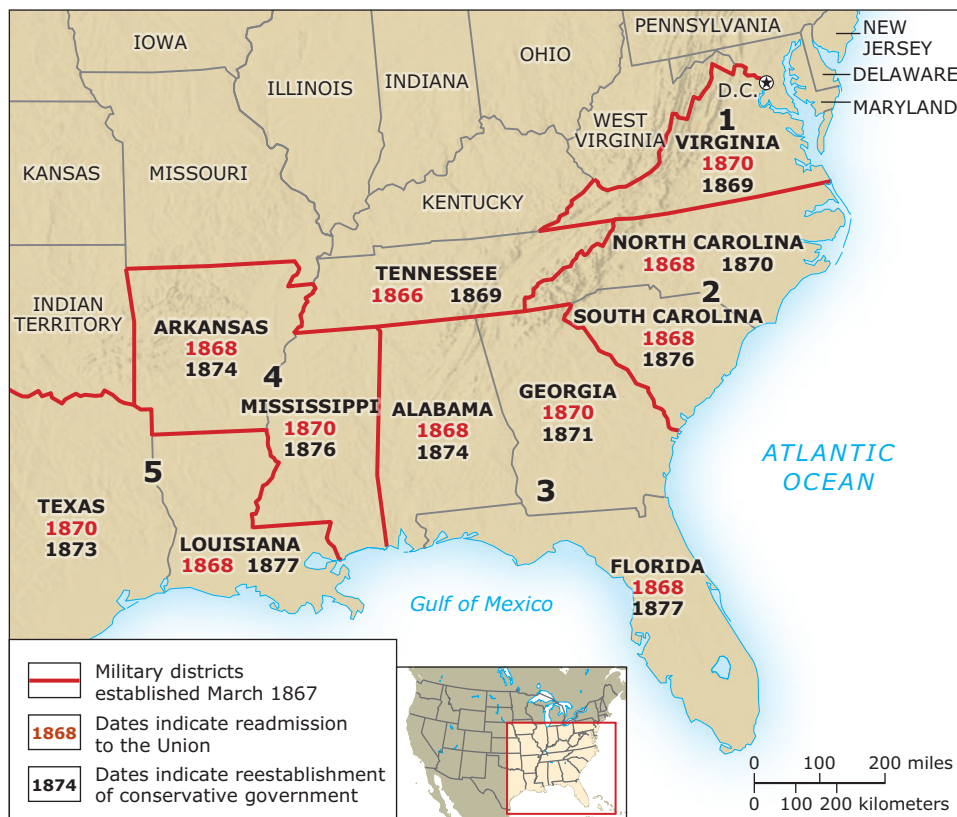 PENNSYLVANIA
NEW
JERSEY
DELAWARE
MARYLAND
IOWA
OHIO
ILLINOIS
INDIANA
D.C.
WEST
VIRGINIA
1
VIRGINIA
1870
1869
KANSAS
MISSOURI
KENTUCKY
NORTH CAROLINA
1868 1870
TENNESSEE
1866 1869
2
SOUTH CAROLINA
1868
1876
INDIAN
TERRITORY
ARKANSAS
1868
1874
4
MISSISSIPPI
1870
1876
ALABAMA
1868
1874
GEORGIA
1870
1871
3
ATLANTIC
OCEAN
5
TEXAS
1870
1873
LOUISIANA
1868 1877
FLORIDA
1868
1877
Gulf of Mexico
Military districts
established March 1867
1868 Dates indicate readmission
to the Union
1874 Dates indicate reestablishment
of conservative government
0 100 200 miles
0 100 200 kilometers